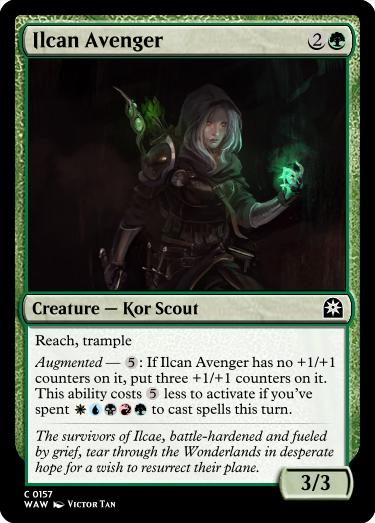 Ilcan Avenger 2
Creature — Kor Scout
Reach, trample
Augmented — 5: If Ilcan Avenger has no +1/+1
counters on it, put three +1/+1 counters on it.
This ability costs 5 less to activate if you've
spent to cast spells this turn.
The survivors of Ilcae, battle-hardened and fueled
by grief, tear through the Wonderlands in desperate
hope for a wish to resurrect their plane.
3/3
C 0157
WAW Victor Tan